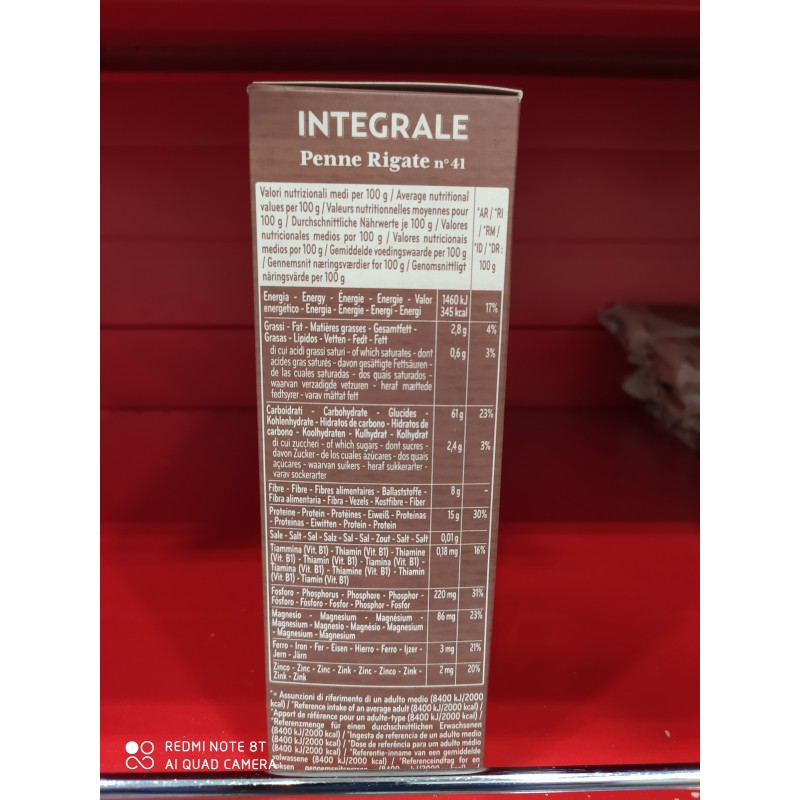 INTEGRALE
Penne Rigate n°41
Valori nutrizionali medi per 100 g / Average nutritional
values per 100 g / Valeurs nutritionnelles moyennes pour
100 g / Durchschnittliche Nährwerte je 100 g / Valores
nutricionales medios por 100 g / Valores nutricionais
medios por 100 g / Gemiddelde voedingswaarde per 100 g
/ Gennemsnit næringsværdier for 100 g / Genomsnittligt
näringsvärde per 100 g
*AR / *RI
/ *RM /
*ID / *DR :
100 g
Energia - Energy - Énergie - Energie - Valor
energético - Energia - Energie - Energi - Energi
1460 kJ
345 kcal
17%
Grassi - Fat - Matières grasses - Gesamtfett -
Grasas - Lipidos - Vetten - Fedt - Fett
2,8 g
4%
di cui acidi grassi saturi - of which saturates - dont
acides gras saturés - davon gesättigte Fettsäuren -
de las cuales saturadas - dos quais saturados -
waarvan verzadigde vetzuren - heraf mættede
fedtsyrer - varav mättat fett
0,6 g
3%
Carboidrati - Carbohydrate - Glucides -
Kohlenhydrate - Hidratos de carbono - Hidratos de
carbono - Koolhydraten - Kulhydrat - Kolhydrat
61 g
23%
di cui zuccheri - of which sugars - dont sucres -
davon Zucker - de los cuales azúcares - dos quais
açúcares - waarvan suikers - heraf sukkerarter -
varav sockerarter
2,4 g
3%
Fibre - Fibre - Fibres alimentaires - Ballaststoffe -
Fibra alimentaria - Fibra - Vezels - Kostfibre - Fiber
8 g
-
Proteine - Protein - Protéines - Eiweiß - Proteínas
- Proteínas - Eiwitten - Protein - Protein
15 g
30%
Sale - Salt - Sel - Salz - Sal - Sal - Zout - Salt - Salt
0,01 g
Tiammina (Vit. B1) - Thiamin (Vit. B1) - Thiamine
(Vit. B1) - Thiamin (Vit. B1) - Tiamina (Vit. B1) -
Tiamina (Vit. B1) - Thiamine (Vit. B1) - Thiamin
(Vit. B1) - Tiamin (Vit. B1)
0,18 mg
16%
Fosforo - Phosphorus - Phosphore - Phosphor -
Fósforo - Fósforo - Fosfor - Phosphor - Fosfor
220 mg
31%
Magnesio - Magnesium - Magnésium -
Magnesium - Magnesio - Magnésio - Magnesium
- Magnesium - Magnesium
86 mg
23%
Ferro - Iron - Fer - Eisen - Hierro - Ferro - Ijzer -
Jern - Järn
3 mg
21%
Zinco - Zinc - Zinc - Zink - Zinc - Zinco - Zink -
Zink - Zink
2 mg
20%
*= Assunzioni di riferimento di un adulto medio (8400 kJ/2000
kcal) / *Reference intake of an average adult (8400 kJ/2000 kcal) /
*Apport de référence pour un adulte-type (8400 kJ/2000 kcal) /
*Referenzmenge für einen durchschnittlichen Erwachsenen
(8400 kJ/2000 kcal) / *Ingesta de referencia de un adulto medio
(8400 kJ/2000 kcal) / *Dose de referência para um adulto médio
(8400 kJ/2000 kcal) / *Referentie-inname van een gemiddelde
volwassene (8400 kJ/2000 kcal) / *Referenceindtag for en
REDMI NOTE 8T
AI QUAD CAMERA